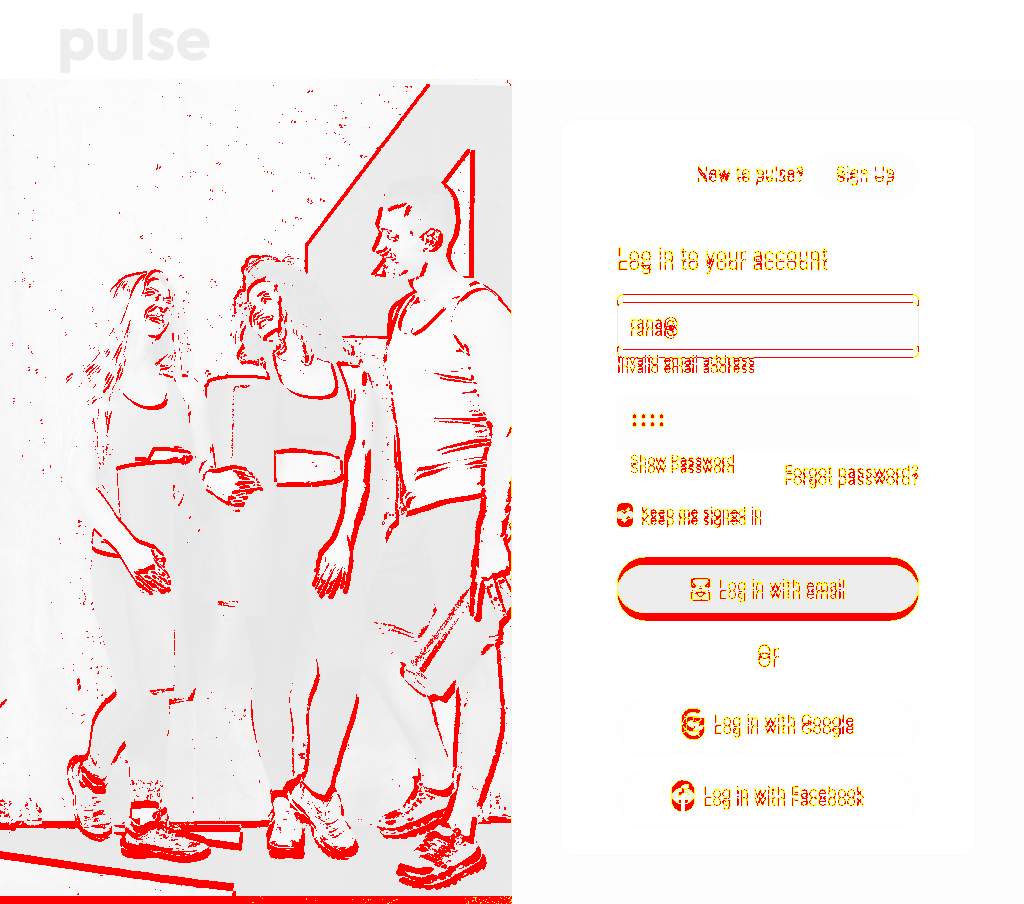 pulse
New to pulse? Sign Up
Log in to your account
rana@
Invalid email address
Show Password
Forgot password?
Keep me signed in
Log in with email
Or
Log in with Google
Log in with Facebook